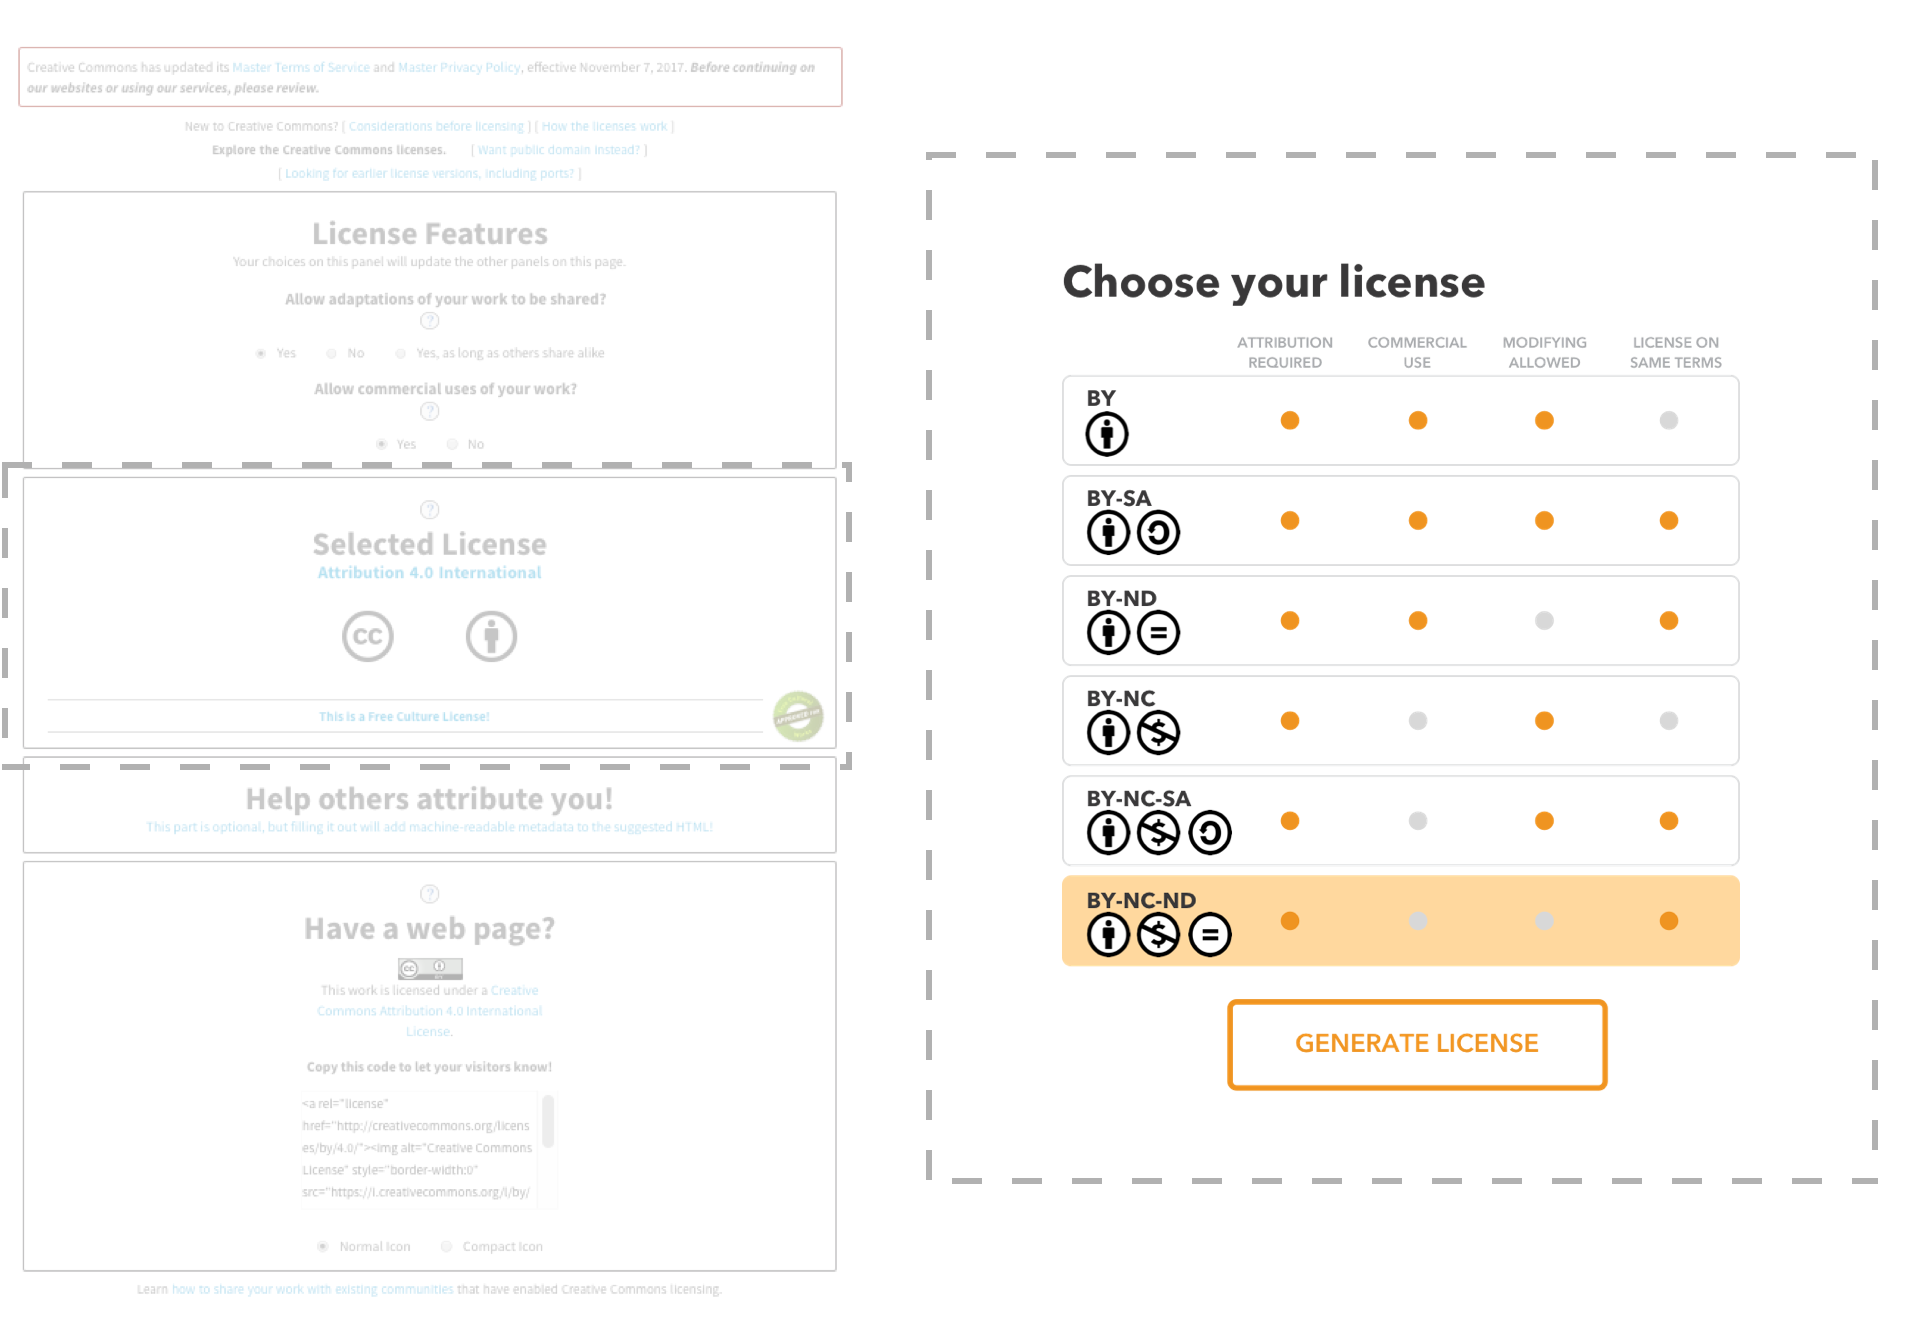 Creative Commons has updated its Master Terms of Service and Master Privacy Policy, effective November 7, 2017. Before continuing on
our websites or using our services, please review.
New to Creative Commons? [ Considerations before licensing ] [ How the licenses work ]
Explore the Creative Commons licenses. [ Want public domain instead? ]
[ Looking for earlier license versions, including ports? ]
License Features
Your choices on this panel will update the other panels on this page.
Allow adaptations of your work to be shared?
?
Yes No Yes, as long as others share alike
Allow commercial uses of your work?
?
Yes No
?
Selected License
Attribution 4.0 International
CC
This is a Free Culture License!
APPROVED FOR
Help others attribute you!
This part is optional, but filling it out will add machine-readable metadata to the suggested HTML!
?
Have a web page?
CC
BY
This work is licensed under a Creative
Commons Attribution 4.0 International
License.
Copy this code to let your visitors know!
<a rel="license"
href="http://creativecommons.org/licens
es/by/4.0/"><img alt="Creative Commons
License" style="border-width:0"
src="https://i.creativecommons.org/l/by/
Normal Icon Compact Icon
Learn how to share your work with existing communities that have enabled Creative Commons licensing.
Choose your license
ATTRIBUTION REQUIRED
COMMERCIAL USE
MODIFYING ALLOWED
LICENSE ON SAME TERMS
BY
BY-SA
BY-ND
=
BY-NC
$
BY-NC-SA
$
BY-NC-ND
$ =
GENERATE LICENSE